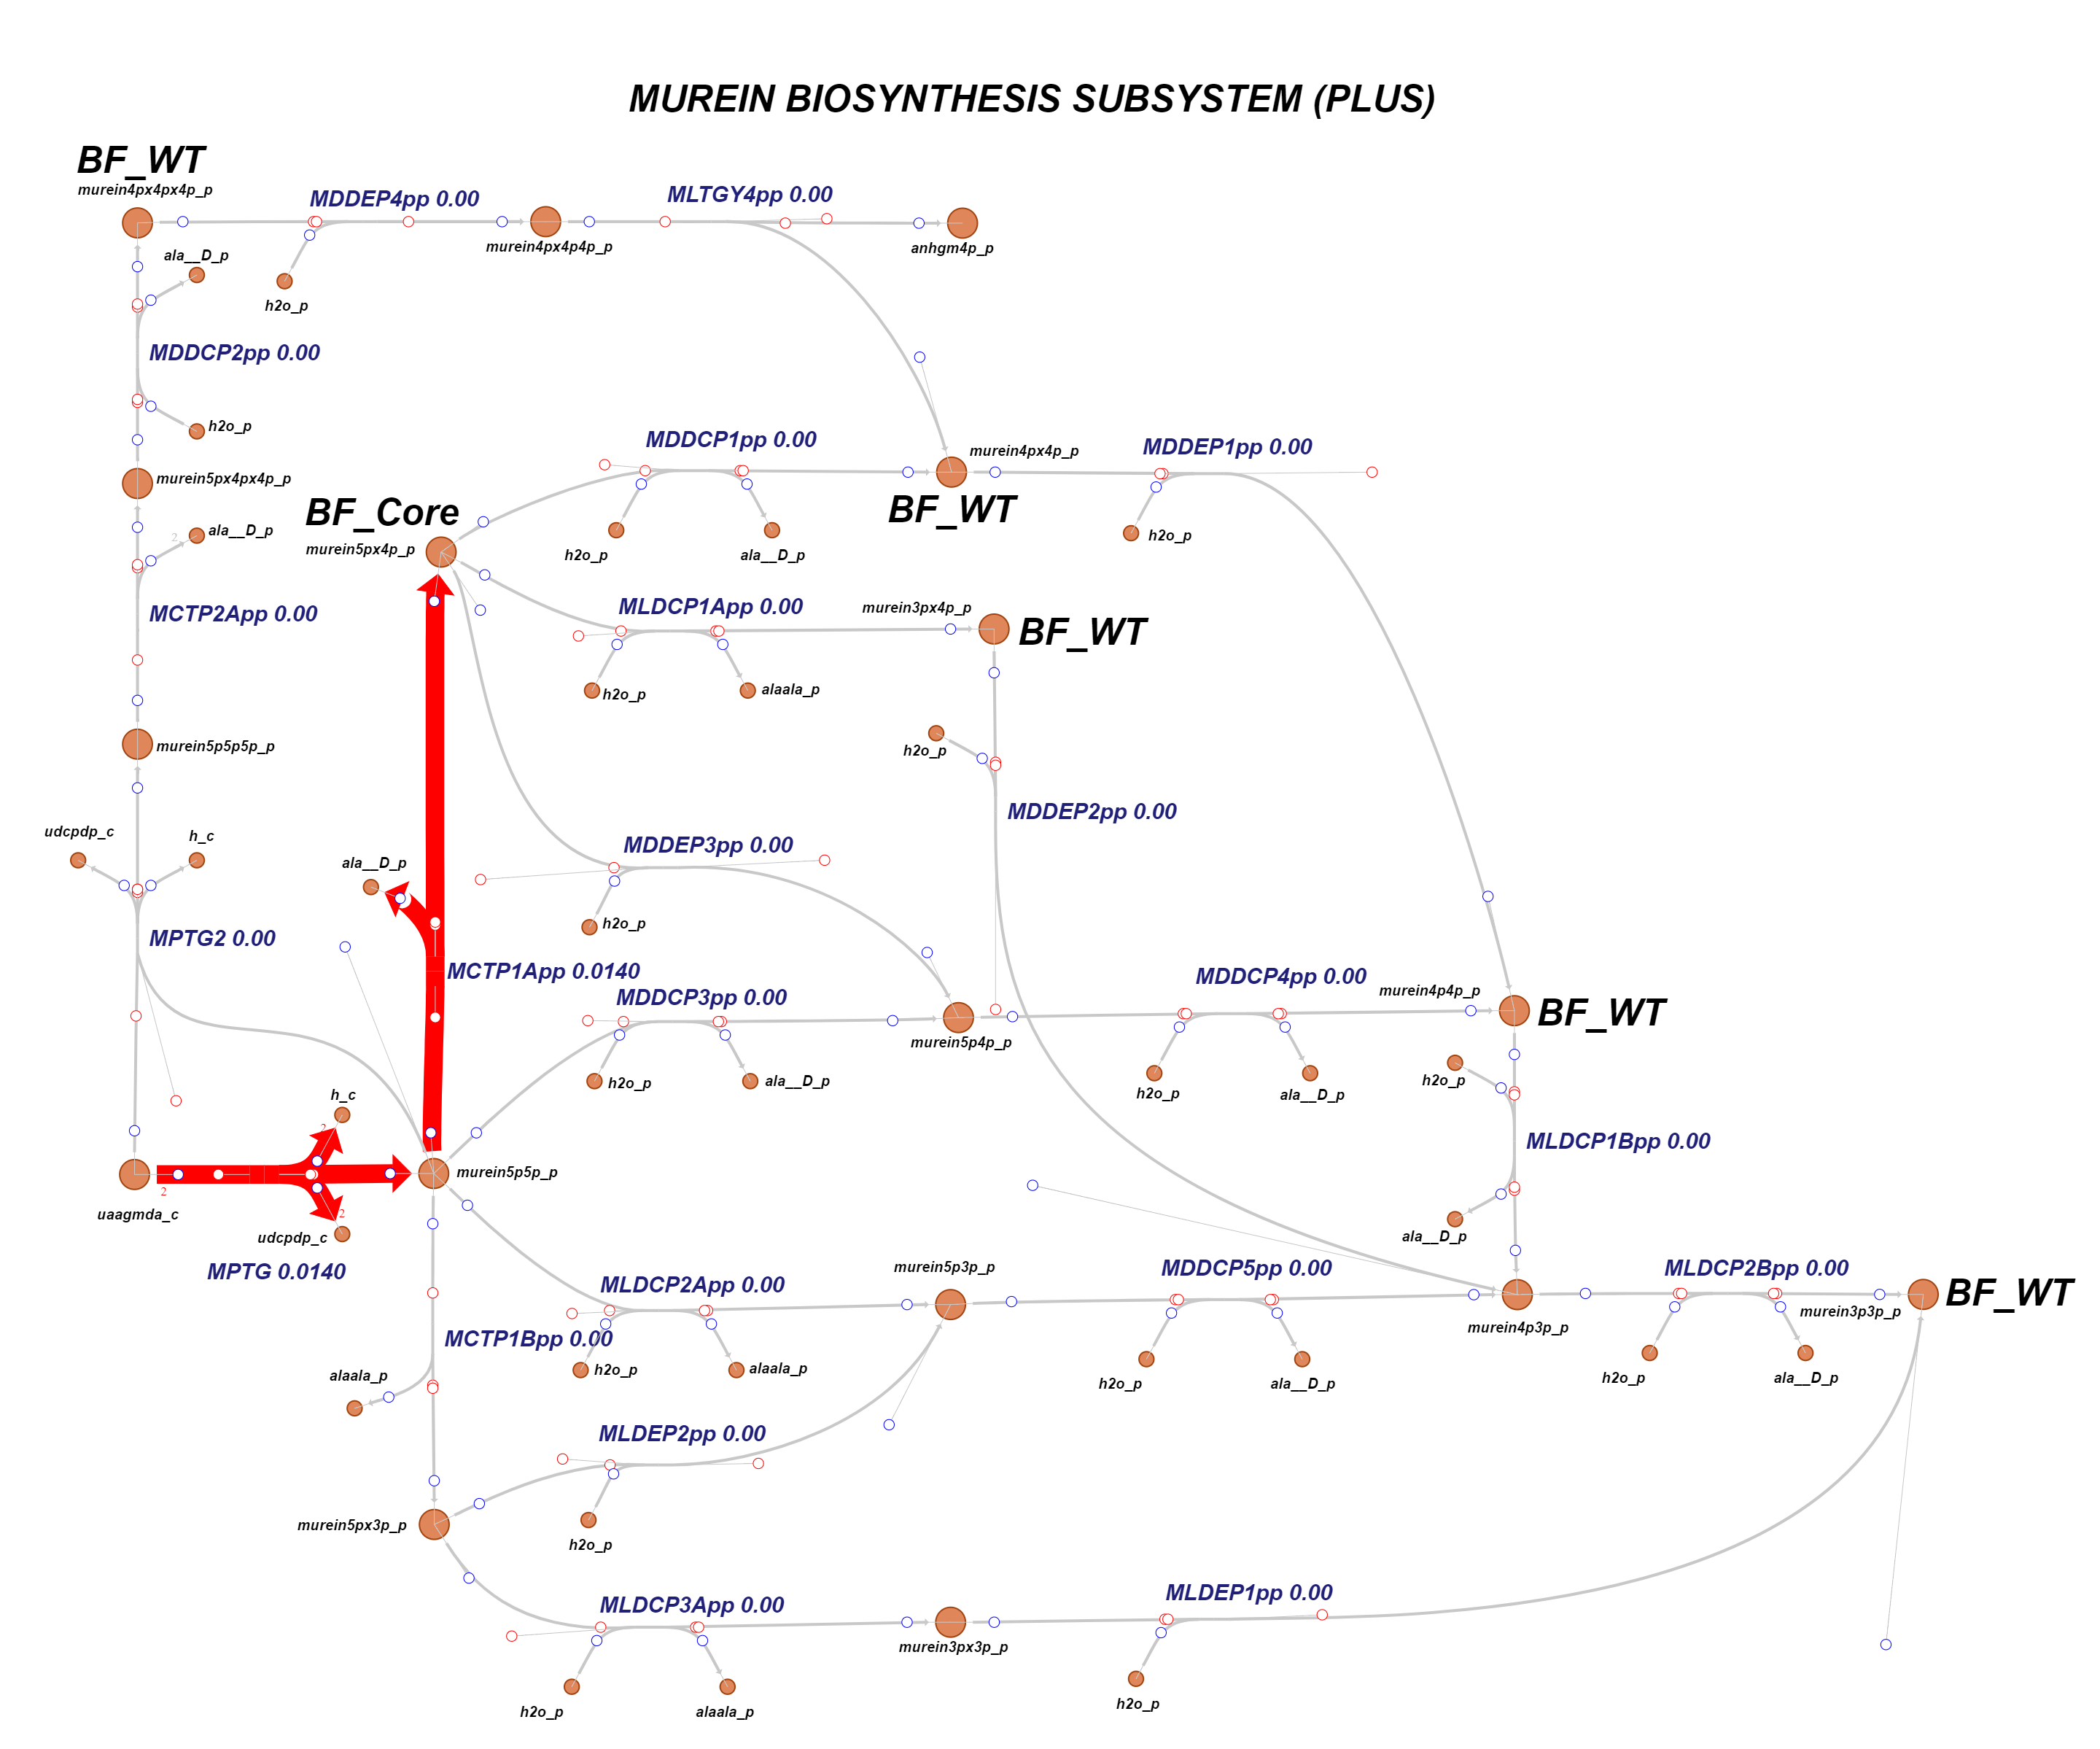 MUREIN BIOSYNTHESIS SUBSYSTEM (PLUS)
BF_WT
murein4px4px4p_p
MDDEP4pp 0.00
MLTGY4pp 0.00
murein4px4p4p_p
anhgm4p_p
ala__D_p
h2o_p
MDDCP2pp 0.00
h2o_p
MDDCP1pp 0.00
murein4px4p_p
MDDEP1pp 0.00
murein5px4px4p_p
BF_Core
BF_WT
ala__D_p
2
murein5px4p_p
h2o_p
ala__D_p
h2o_p
MCTP2App 0.00
MLDCP1App 0.00
murein3px4p_p
BF_WT
h2o_p
alaala_p
murein5p5p5p_p
h2o_p
MDDEP2pp 0.00
udcpdp_c
h_c
ala__D_p
MDDEP3pp 0.00
h2o_p
MPTG2 0.00
MCTP1App 0.0140
MDDCP3pp 0.00
MDDCP4pp 0.00
murein4p4p_p
BF_WT
murein5p4p_p
h2o_p
ala__D_p
h2o_p
ala__D_p
h2o_p
h_c
2
MLDCP1Bpp 0.00
murein5p5p_p
2
uaagmda_c
2
udcpdp_c
ala__D_p
MPTG 0.0140
murein5p3p_p
MLDCP2App 0.00
MDDCP5pp 0.00
MLDCP2Bpp 0.00
BF_WT
murein3p3p_p
murein4p3p_p
MCTP1Bpp 0.00
alaala_p
h2o_p
alaala_p
h2o_p
ala__D_p
h2o_p
ala__D_p
MLDEP2pp 0.00
murein5px3p_p
h2o_p
MLDCP3App 0.00
MLDEP1pp 0.00
murein3px3p_p
h2o_p
alaala_p
h2o_p